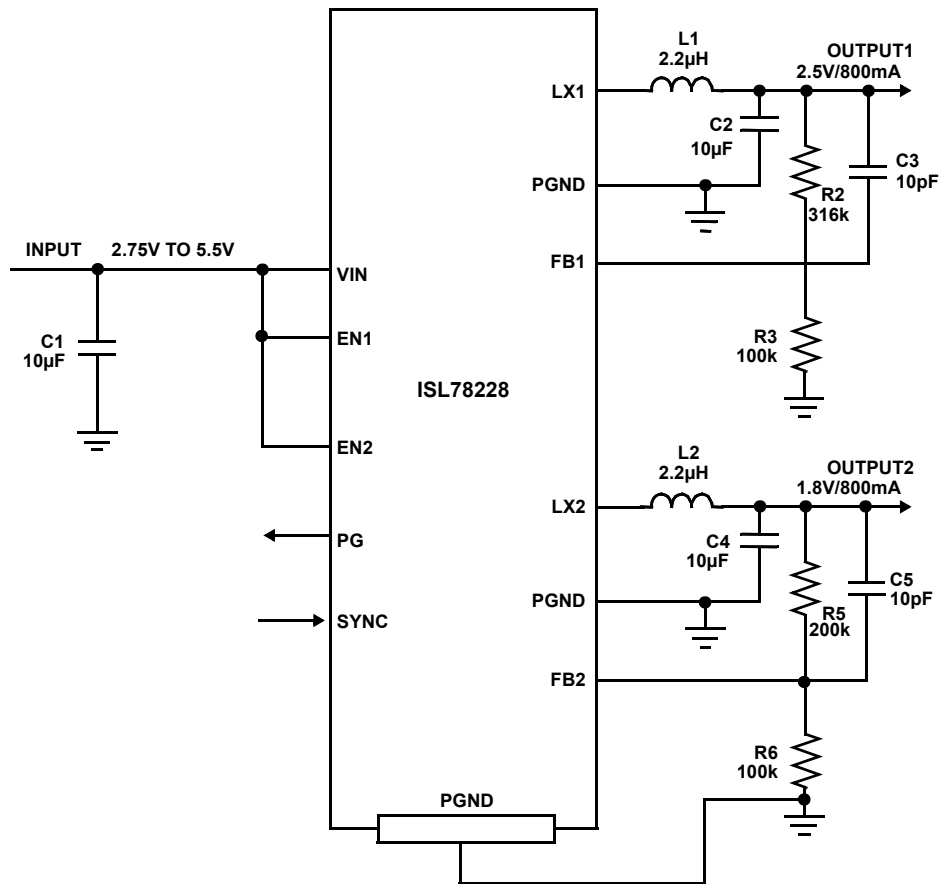 L1
2.2µH
OUTPUT1
2.5V/800mA
LX1
C2
10µF
C3
10pF
PGND
R2
316k
INPUT 2.75V TO 5.5V
FB1
VIN
C1
10µF
EN1
R3
100k
ISL78228
EN2
L2
2.2µH
OUTPUT2
1.8V/800mA
LX2
PG
C4
10µF
C5
10pF
PGND
R5
200k
SYNC
FB2
R6
100k
PGND